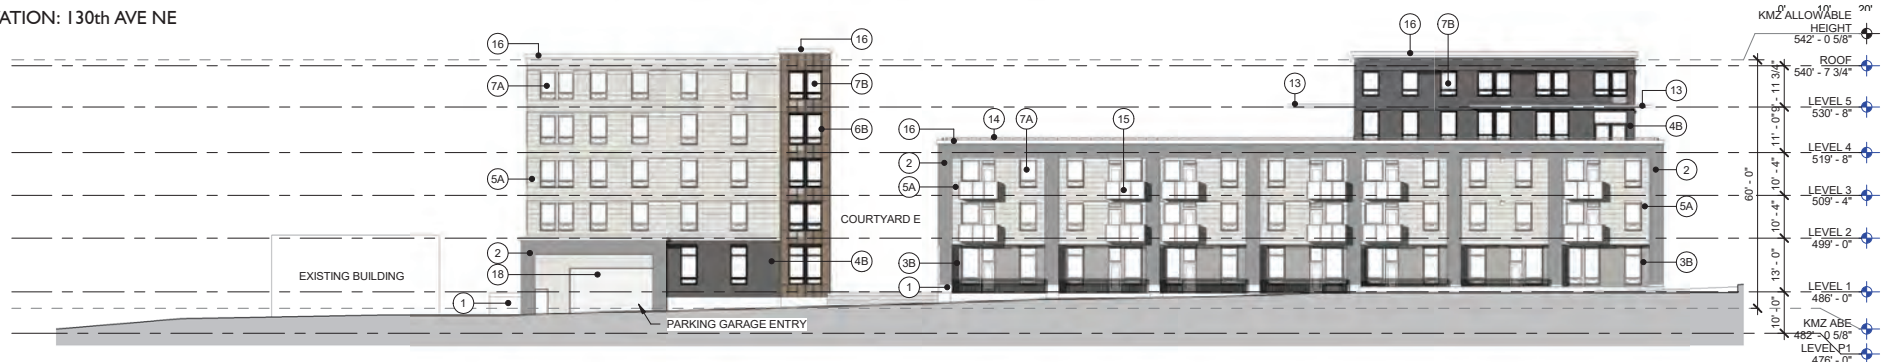 ATION: 130th AVE NE
0' 10' 20'
KMZ ALLOWABLE
HEIGHT
542' - 0 5/8"
16
16
16
7B
7A
7B
13
13
ROOF
540' - 7 3/4"
9' - 11 3/4"
LEVEL 5
530' - 8"
6B
16
14
7A
15
4B
11' - 0"
LEVEL 4
519' - 8"
5A
2
5A
2
10' - 4"
60' - 0"
LEVEL 3
509' - 4"
COURTYARD E
5A
10' - 4"
LEVEL 2
499' - 0"
EXISTING BUILDING
2
18
4B
3B
3B
13' - 0"
1
1
LEVEL 1
486' - 0"
PARKING GARAGE ENTRY
10' - 0"
KMZ ABE
482' - 0 5/8"
LEVEL P1
476' - 0"